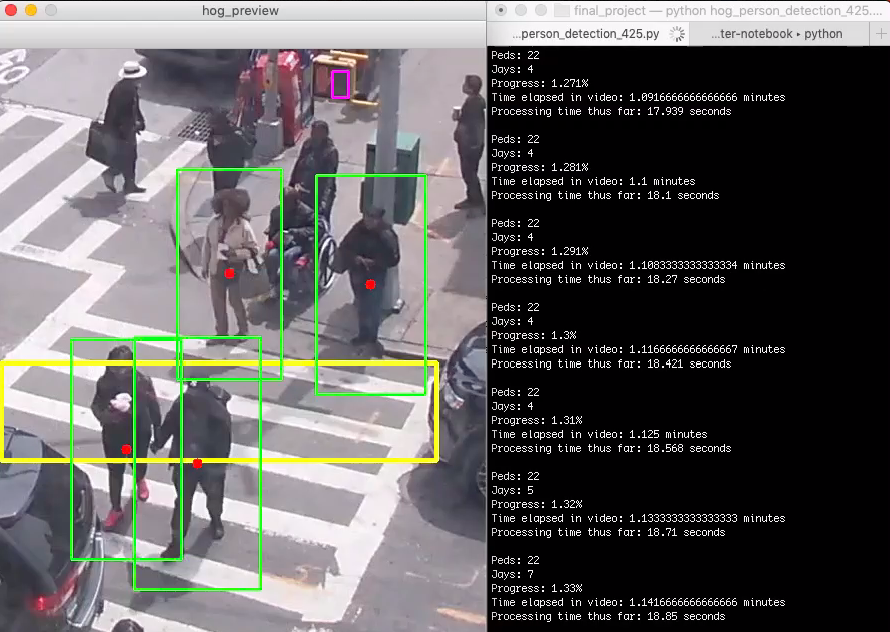 hog_preview
final_project — python hog_person_detection_425....
...person_detection_425.py
...ter-notebook ▸ python
+
Peds: 22
Jays: 4
Progress: 1.271%
Time elapsed in video: 1.0916666666666666 minutes
Processing time thus far: 17.939 seconds
Peds: 22
Jays: 4
Progress: 1.281%
Time elapsed in video: 1.1 minutes
Processing time thus far: 18.1 seconds
Peds: 22
Jays: 4
Progress: 1.291%
Time elapsed in video: 1.1083333333333334 minutes
Processing time thus far: 18.27 seconds
Peds: 22
Jays: 4
Progress: 1.3%
Time elapsed in video: 1.1166666666666667 minutes
Processing time thus far: 18.421 seconds
Peds: 22
Jays: 4
Progress: 1.31%
Time elapsed in video: 1.125 minutes
Processing time thus far: 18.568 seconds
Peds: 22
Jays: 5
Progress: 1.32%
Time elapsed in video: 1.1333333333333333 minutes
Processing time thus far: 18.71 seconds
Peds: 22
Jays: 7
Progress: 1.33%
Time elapsed in video: 1.1416666666666666 minutes
Processing time thus far: 18.85 seconds